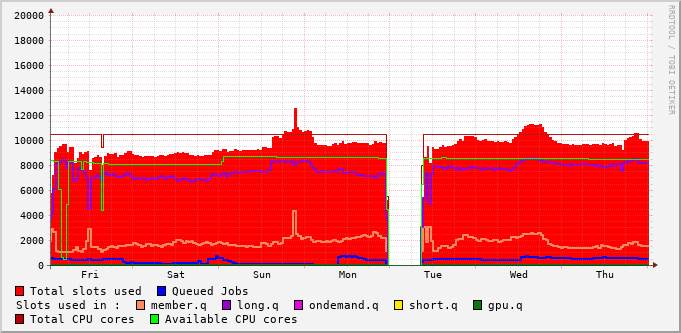 RRDTOOL / TOBI OETIKER
20000
18000
16000
14000
12000
10000
8000
6000
4000
2000
0
Fri Sat Sun Mon Tue Wed Thu
Total slots used Queued Jobs
Slots used in : member.q long.q ondemand.q short.q gpu.q
Total CPU cores Available CPU cores